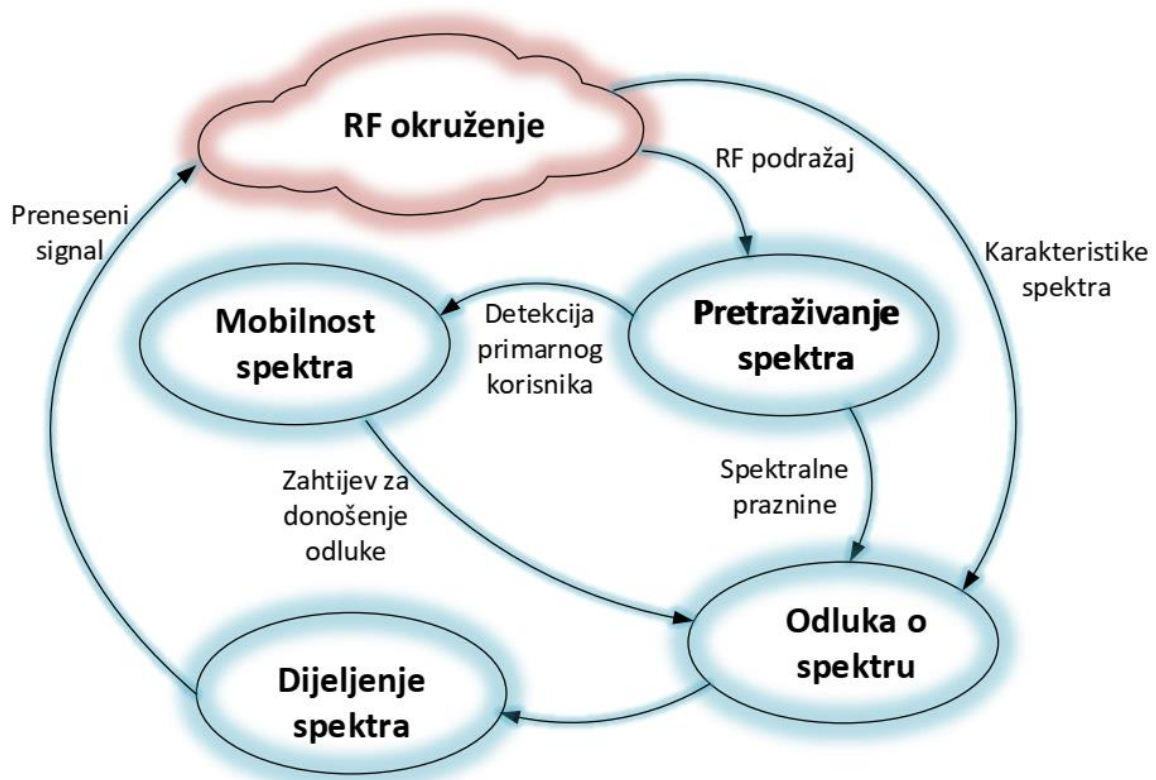 RF okruženje
RF podražaj
Preneseni
signal
Karakteristike
spektra
Mobilnost
spektra
Detekcija
primarnog
korisnika
Pretraživanje
spektra
Zahtijev za
donošenje
odluke
Spektralne
praznine
Odluka o
spektru
Dijeljenje
spektra